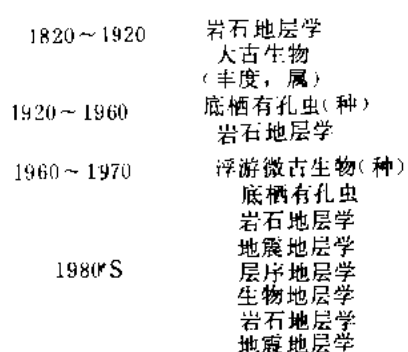 1820～1920 岩石地层学
大古生物
（丰度，属）
1920～1960 底栖有孔虫（种）
岩石地层学
1960～1970 浮游微古生物（种）
底栖有孔虫
岩石地层学
地震地层学
1980'S 层序地层学
生物地层学
岩石地层学
地震地层学